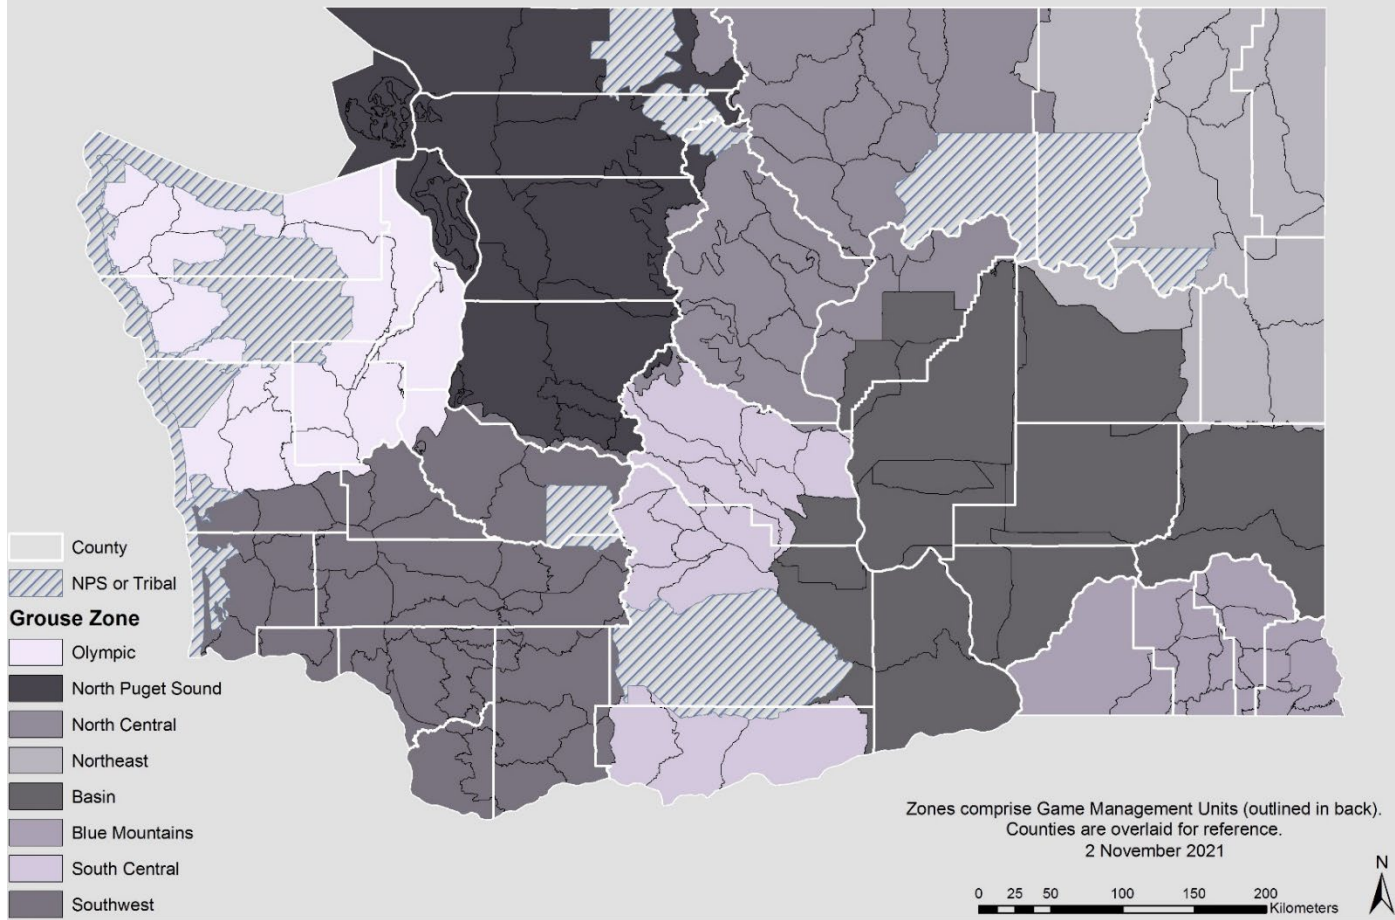 County
NPS or Tribal
Grouse Zone
Olympic
North Puget Sound
North Central
Northeast
Basin
Blue Mountains
South Central
Southwest
Zones comprise Game Management Units (outlined in back).
Counties are overlaid for reference.
2 November 2021
N
0 25 50 100 150 200
Kilometers